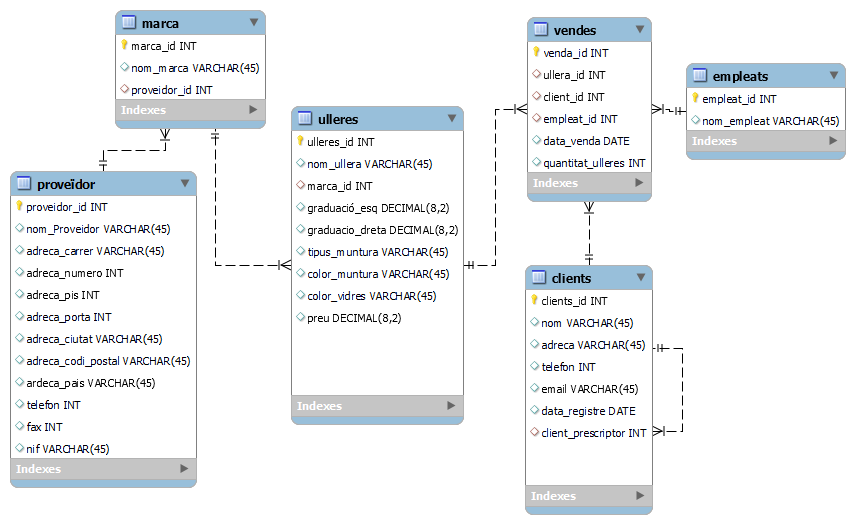 marca
marca_id INT
nom_marca VARCHAR(45)
proveidor_id INT
Indexes
proveïdor
proveidor_id INT
nom_Proveidor VARCHAR(45)
adreca_carrer VARCHAR(45)
adreca_numero INT
adreca_pis INT
adreca_porta INT
adreca_ciutat VARCHAR(45)
adreca_codi_postal VARCHAR(45)
ardeca_pais VARCHAR(45)
telefon INT
fax INT
nif VARCHAR(45)
Indexes
ulleres
ulleres_id INT
nom_ullera VARCHAR(45)
marca_id INT
graduació_esq DECIMAL(8,2)
graduacio_dreta DECIMAL(8,2)
tipus_muntura VARCHAR(45)
color_muntura VARCHAR(45)
color_vidres VARCHAR(45)
preu DECIMAL(8,2)
Indexes
vendes
venda_id INT
ullera_id INT
client_id INT
empleat_id INT
data_venda DATE
quantitat_ulleres INT
Indexes
empleats
empleat_id INT
nom_empleat VARCHAR(45)
Indexes
clients
clients_id INT
nom VARCHAR(45)
adreca VARCHAR(45)
telefon INT
email VARCHAR(45)
data_registre DATE
client_prescriptor INT
Indexes